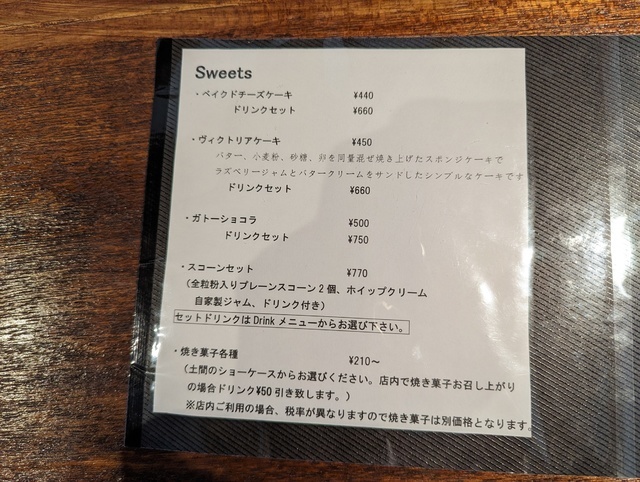 Sweets
・ベイクドチーズケーキ ¥440
ドリンクセット ¥660
・ヴィクトリアケーキ ¥450
バター、小麦粉、砂糖、卵を同量混ぜ焼き上げたスポンジケーキで
ラズベリージャムとバタークリームをサンドしたシンプルなケーキです
ドリンクセット ¥660
・ガトーショコラ ¥500
ドリンクセット ¥750
・スコーンセット ¥770
（全粒粉入りプレーンスコーン2個、ホイップクリーム
自家製ジャム、ドリンク付き）
セットドリンクは Drink メニューからお選び下さい。
・焼き菓子各種 ¥210～
（土間のショーケースからお選びください。店内で焼き菓子お召し上がり
の場合ドリンク¥50 引き致します。）
※店内ご利用の場合、税率が異なりますので焼き菓子は別価格となります。